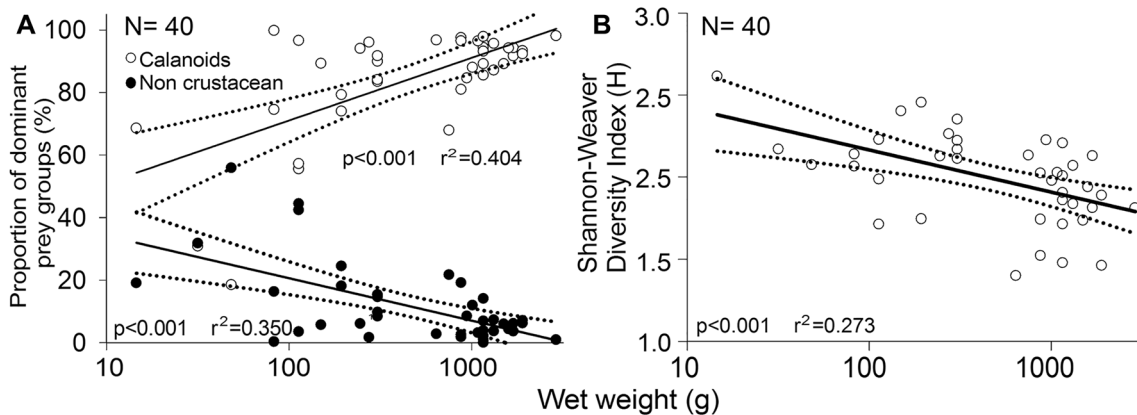 A
N= 40
Calanoids
Non crustacean
Proportion of dominant
prey groups (%)
100
80
60
40
20
0
p<0.001 r²=0.404
p<0.001 r²=0.350
10 100 1000
B
N= 40
Shannon-Weaver
Diversity Index (H)
3.0
2.5
2.5
1.5
1.0
p<0.001 r²=0.273
10 100 1000
Wet weight (g)